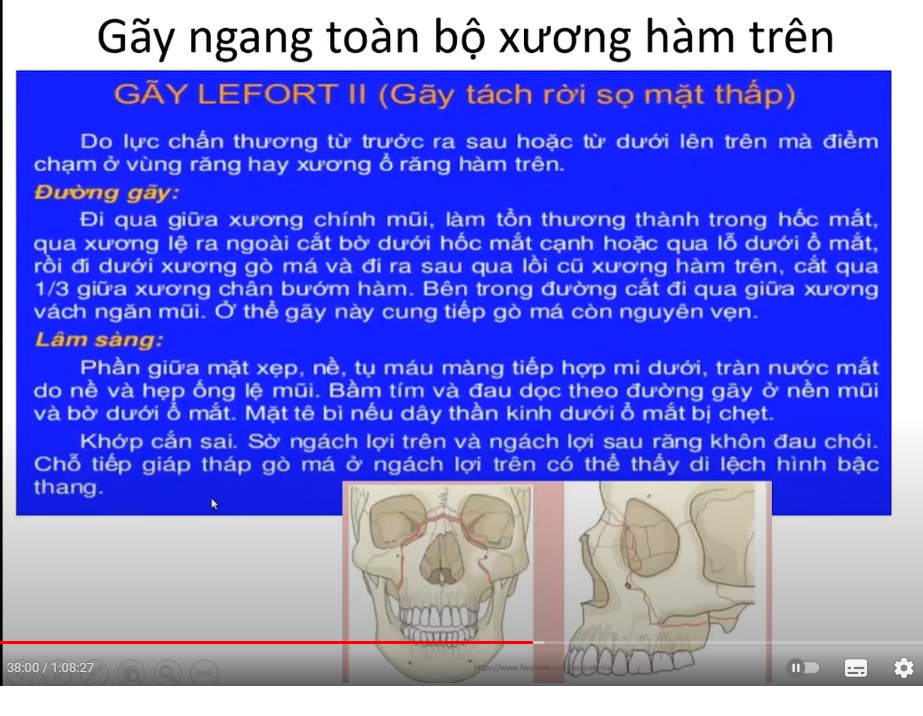 Gãy ngang toàn bộ xương hàm trên
GÃY LEFORT II (Gãy tách rời sọ mặt thấp)
Do lực chấn thương từ trước ra sau hoặc từ dưới lên trên mà điểm
chạm ở vùng răng hay xương ổ răng hàm trên.
Đường gãy:
Đi qua giữa xương chính mũi, làm tổn thương thành trong hốc mắt,
qua xương lệ ra ngoài cắt bờ dưới hốc mắt cạnh hoặc qua lỗ dưới ổ mắt,
rồi đi dưới xương gò má và đi ra sau qua lồi cũ xương hàm trên, cắt qua
1/3 giữa xương chân bướm hàm. Bên trong đường cắt đi qua giữa xương
vách ngăn mũi. Ở thể gãy này cung tiếp gò má còn nguyên vẹn.
Lâm sàng:
Phần giữa mặt xẹp, nề, tụ máu màng tiếp hợp mi dưới, tràn nước mắt
do nề và hẹp ống lệ mũi. Bầm tím và đau dọc theo đường gãy ở nền mũi
và bờ dưới ổ mắt. Mặt tê bì nếu dây thần kinh dưới ổ mắt bị chẹt.
Khớp cắn sai. Sờ ngách lợi trên và ngách lợi sau răng khôn đau chói.
Chỗ tiếp giáp tháp gò má ở ngách lợi trên có thể thấy di lệch hình bậc
thang.
38:00 / 1:08:27